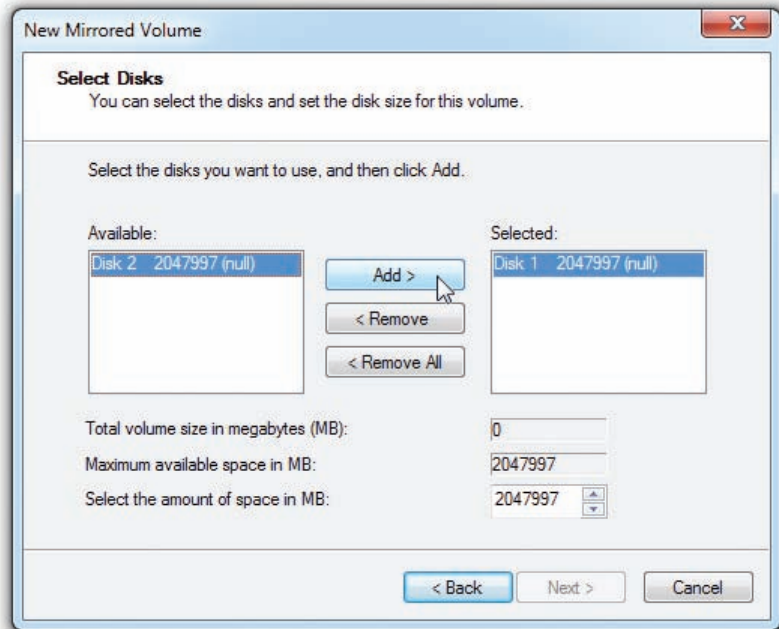 New Mirrored Volume
Select Disks
You can select the disks and set the disk size for this volume.
Select the disks you want to use, and then click Add.
Available:
Selected:
Disk 2 2047997 (null)
Add >
Disk 1 2047997 (null)
< Remove
< Remove All
Total volume size in megabytes (MB): 0
Maximum available space in MB: 2047997
Select the amount of space in MB: 2047997
< Back Next > Cancel